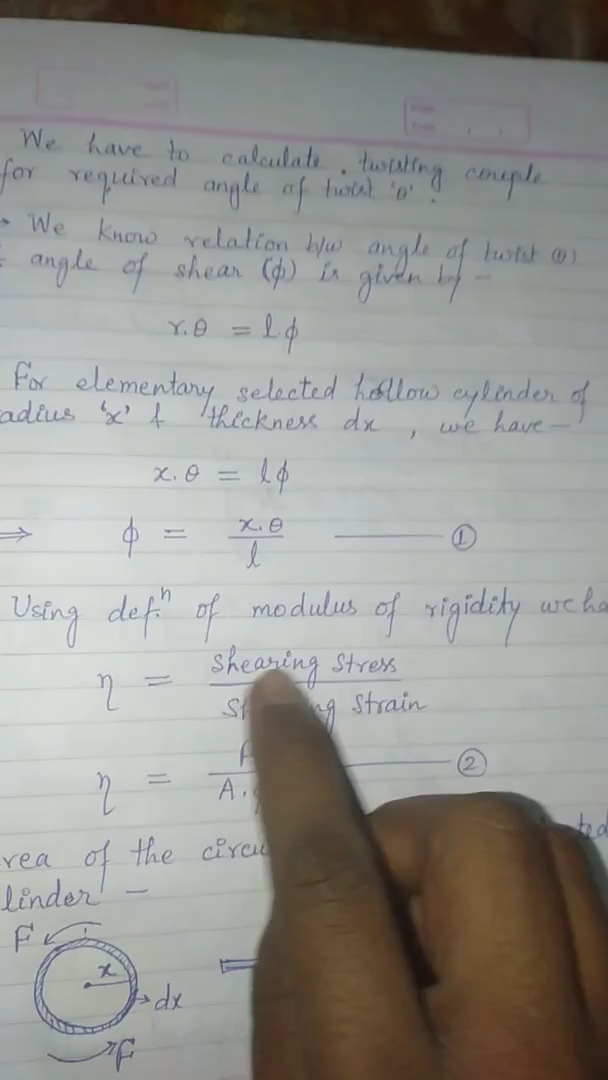 We have to calculate twisting couple
for required angle of twist 'θ'.
We know relation b/w angle of twist (θ)
angle of shear (ϕ) is given by –
r.θ = lϕ
For elementary selected hollow cylinder of
adius 'x' & thickness dx, we have –
x.θ = lϕ
⇒ ϕ = x.θ / l ——— ①
Using defⁿ. of modulus of rigidity we ha
η = Shearing Stress / Strain
η = F / A. ——— ②
rea of the circu
linder –
F
x
dx
F
=